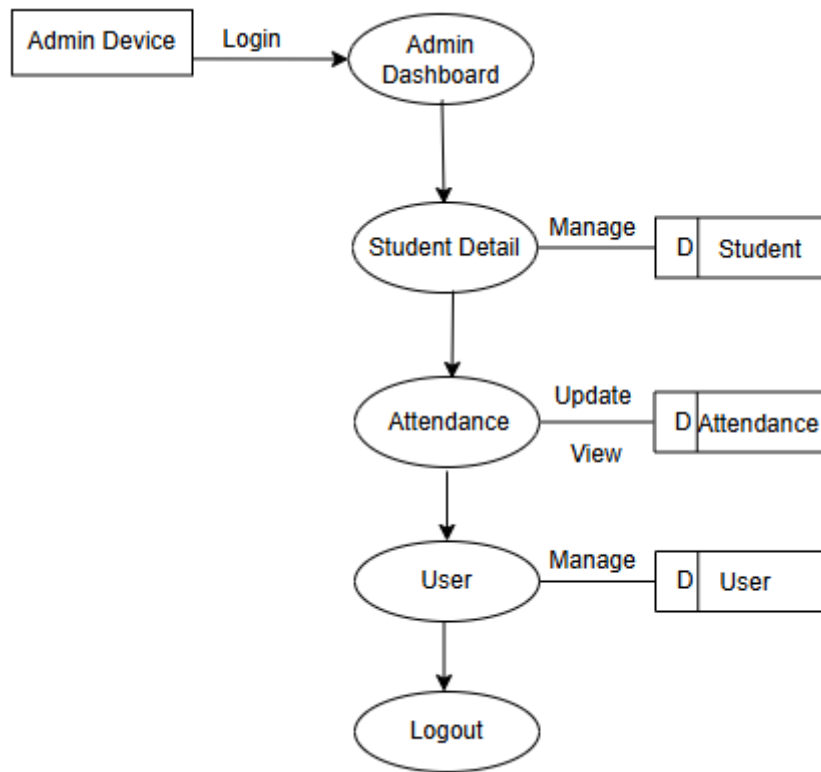 Admin Device
Login
Admin
Dashboard
Student Detail
Manage
D
Student
Attendance
Update
View
D
Attendance
User
Manage
D
User
Logout